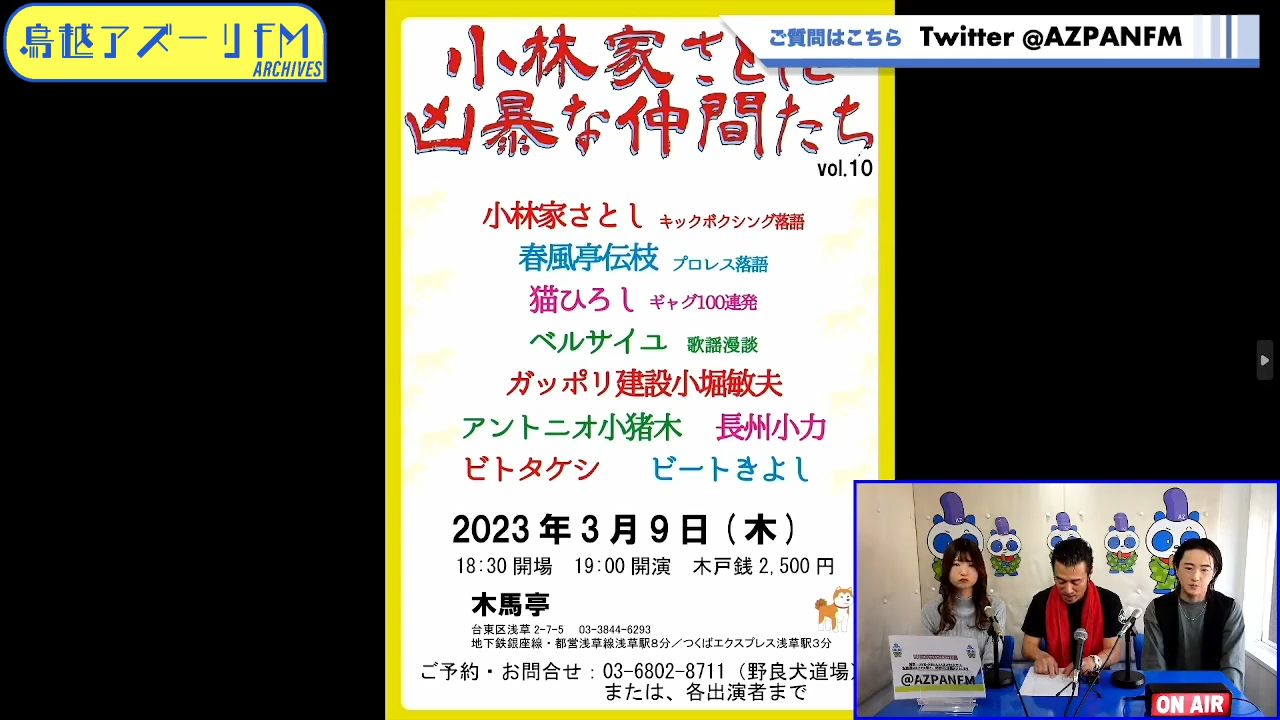 鳥越アズーリFM
ARCHIVES
ご質問はこちら Twitter @AZPANFM
小林家さとしと
凶暴な仲間たち
vol.10
小林家さとし キックボクシング落語
春風亭伝枝 プロレス落語
猫ひろし ギャグ100連発
ベルサイユ 歌謡漫談
ガッポリ建設小堀敏夫
アントニオ小猪木 長州小力
ビトタケシ ビートきよし
2023年3月9日(木)
18:30開場 19:00開演 木戸銭2,500円
木馬亭
台東区浅草2-7-5 03-3844-6293
地下鉄銀座線・都営浅草線浅草駅8分/つくばエクスプレス浅草駅3分
ご予約・お問合せ:03-6802-8711(野良犬道場)
または、各出演者まで
@AZPANFM
ON AIR